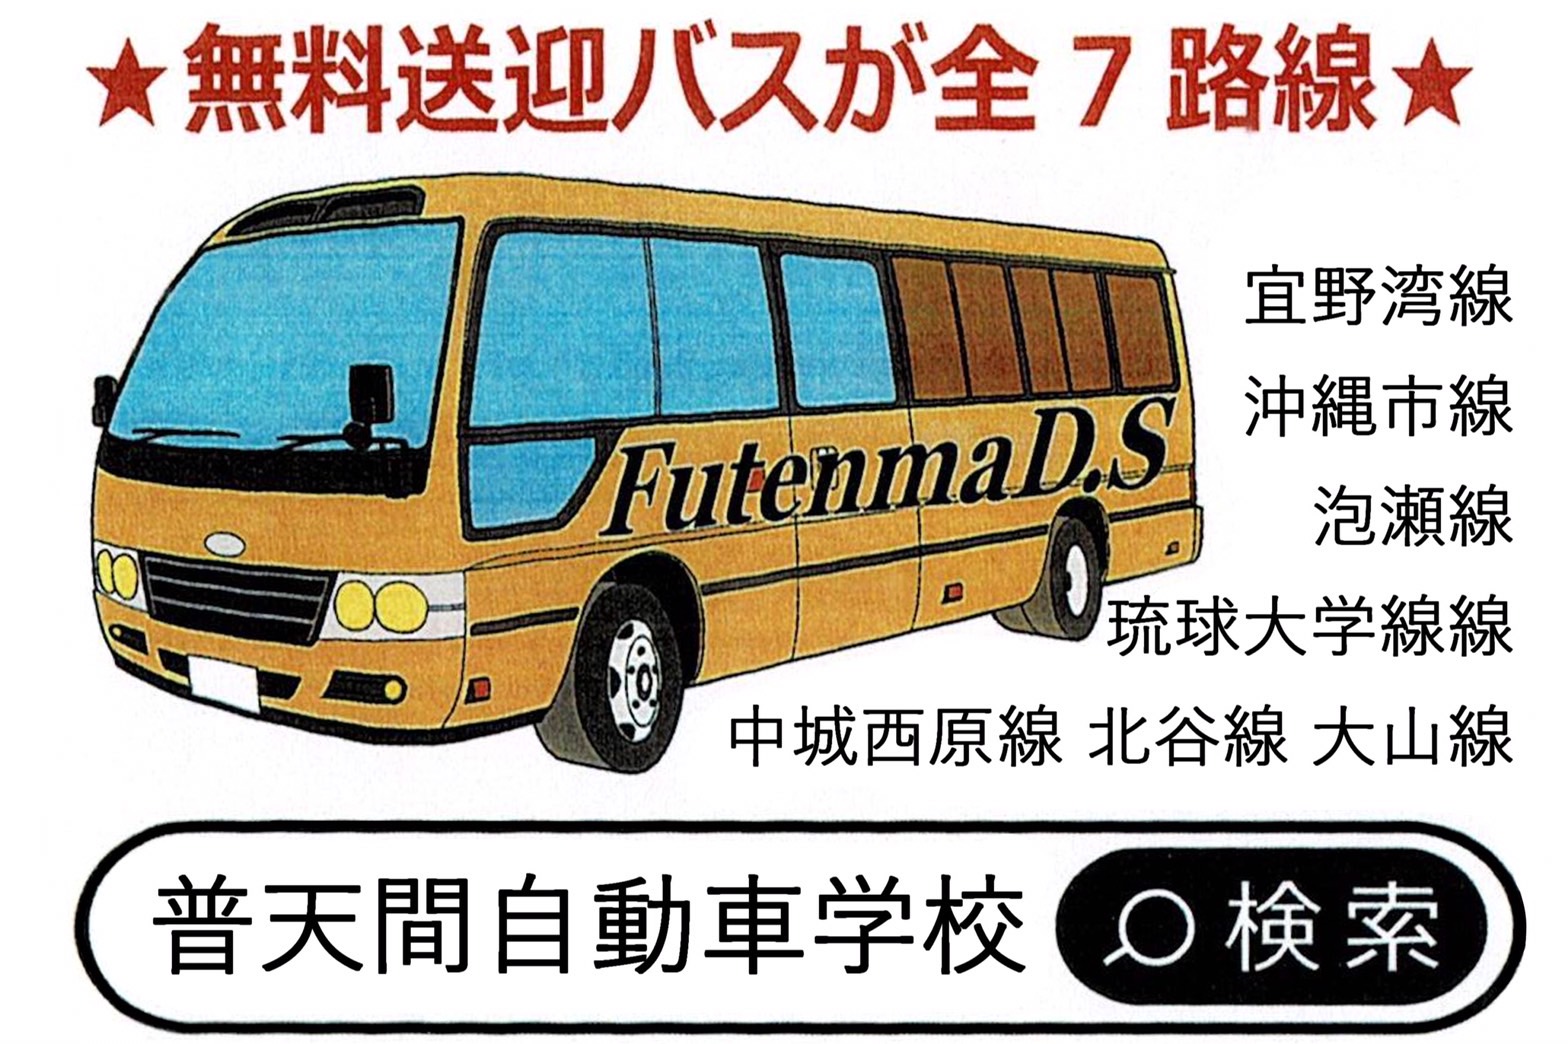 ★無料送迎バスが全7路線★
宜野湾線
沖縄市線
FutenmaD.S
泡瀬線
琉球大学線線
中城西原線 北谷線 大山線
普天間自動車学校 検索